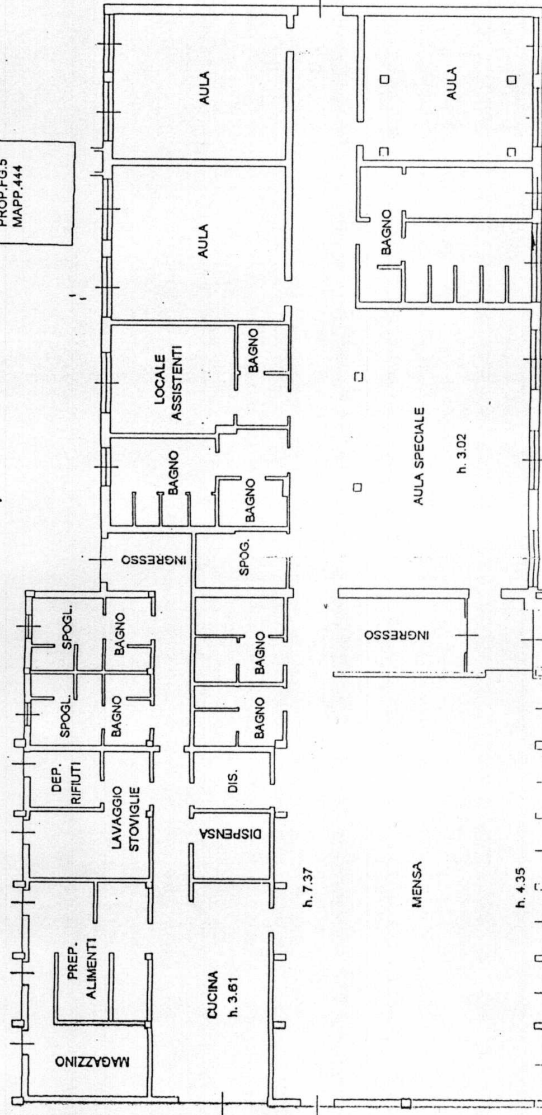 PROP.FG.5
MAPP.444
AULA
AULA
AULA
BAGNO
LOCALE
ASSISTENTI
BAGNO
BAGNO
BAGNO
AULA SPECIALE
h. 3.02
INGRESSO
SPOG.
SPOGL.
BAGNO
SPOGL.
BAGNO
BAGNO
BAGNO
INGRESSO
DEP.
RIFIUTI
LAVAGGIO
STOVIGLIE
DIS.
DISPENSA
PREP.
ALIMENTI
MAGAZZINO
CUCINA
h. 3.61
h. 7.37
MENSA
h. 4.35